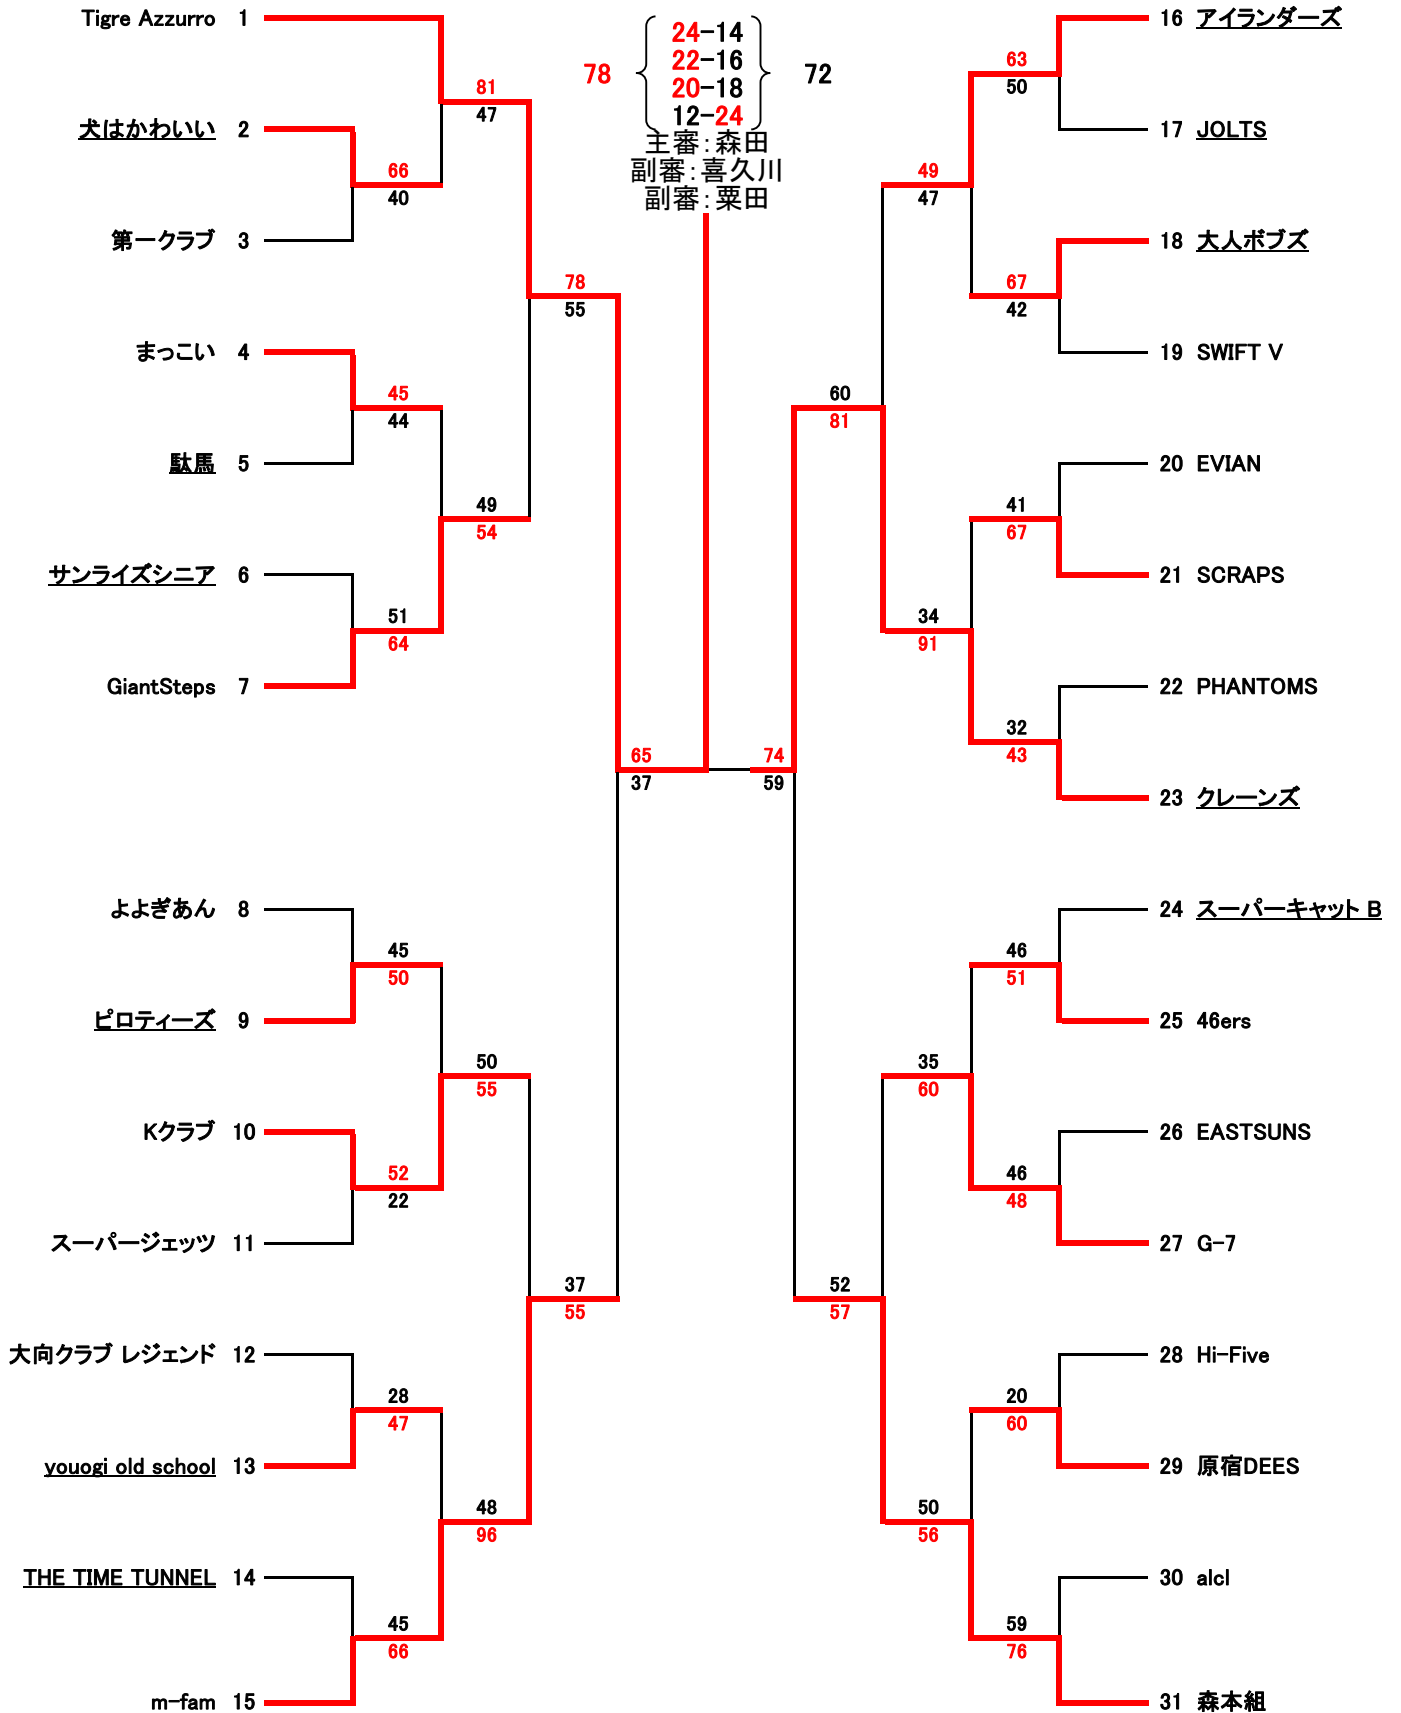 Tigre Azzurro 1
犬はかわいい 2
第一クラブ 3
まっこい 4
駄馬 5
サンライズシニア 6
GiantSteps 7
よよぎあん 8
ピロティーズ 9
Kクラブ 10
スーパージェッツ 11
大向クラブ レジェンド 12
youogi old school 13
THE TIME TUNNEL 14
m-fam 15
66
40
45
44
51
64
45
50
52
22
28
47
45
66
81
47
49
54
50
55
48
96
78
55
37
55
65
37
24-14
22-16
20-18
12-24
78
72
主審：森田
副審：喜久川
副審：粟田
74
59
60
81
52
57
49
47
34
91
35
60
50
56
63
50
67
42
41
67
32
43
46
51
46
48
20
60
59
76
16 アイランダーズ
17 JOLTS
18 大人ボブズ
19 SWIFT V
20 EVIAN
21 SCRAPS
22 PHANTOMS
23 クレーンズ
24 スーパーキャット B
25 46ers
26 EASTSUNS
27 G-7
28 Hi-Five
29 原宿DEES
30 alcl
31 森本組